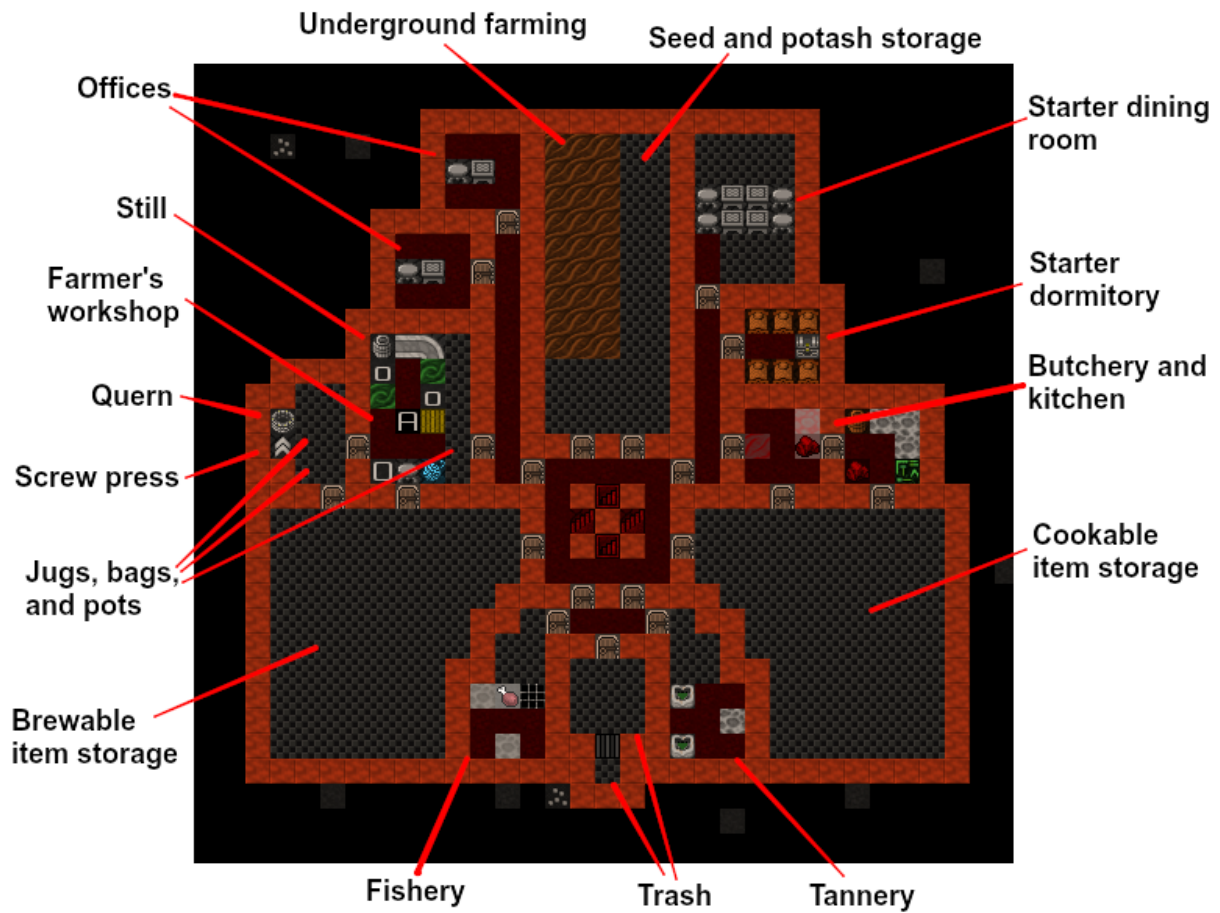 Underground farming
Seed and potash storage
Offices
Starter dining
room
Still
Farmer's
workshop
Starter
dormitory
Quern
Butchery and
kitchen
Screw press
Jugs, bags,
and pots
Cookable
item storage
Brewable
item storage
Fishery
Trash
Tannery